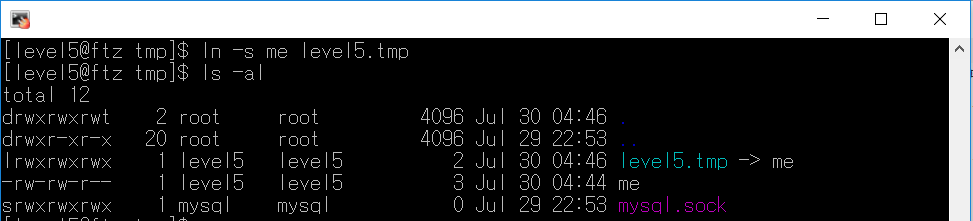 [level5@ftz tmp]$ ln -s me level5.tmp
[level5@ftz tmp]$ ls -al
total 12
drwxrwxrwt    2 root     root         4096 Jul 30 04:46 .
drwxr-xr-x   20 root     root         4096 Jul 29 22:53 ..
lrwxrwxrwx    1 level5   level5          2 Jul 30 04:46 level5.tmp -> me
-rw-rw-r--    1 level5   level5          3 Jul 30 04:44 me
srwxrwxrwx    1 mysql    mysql           0 Jul 29 22:53 mysql.sock